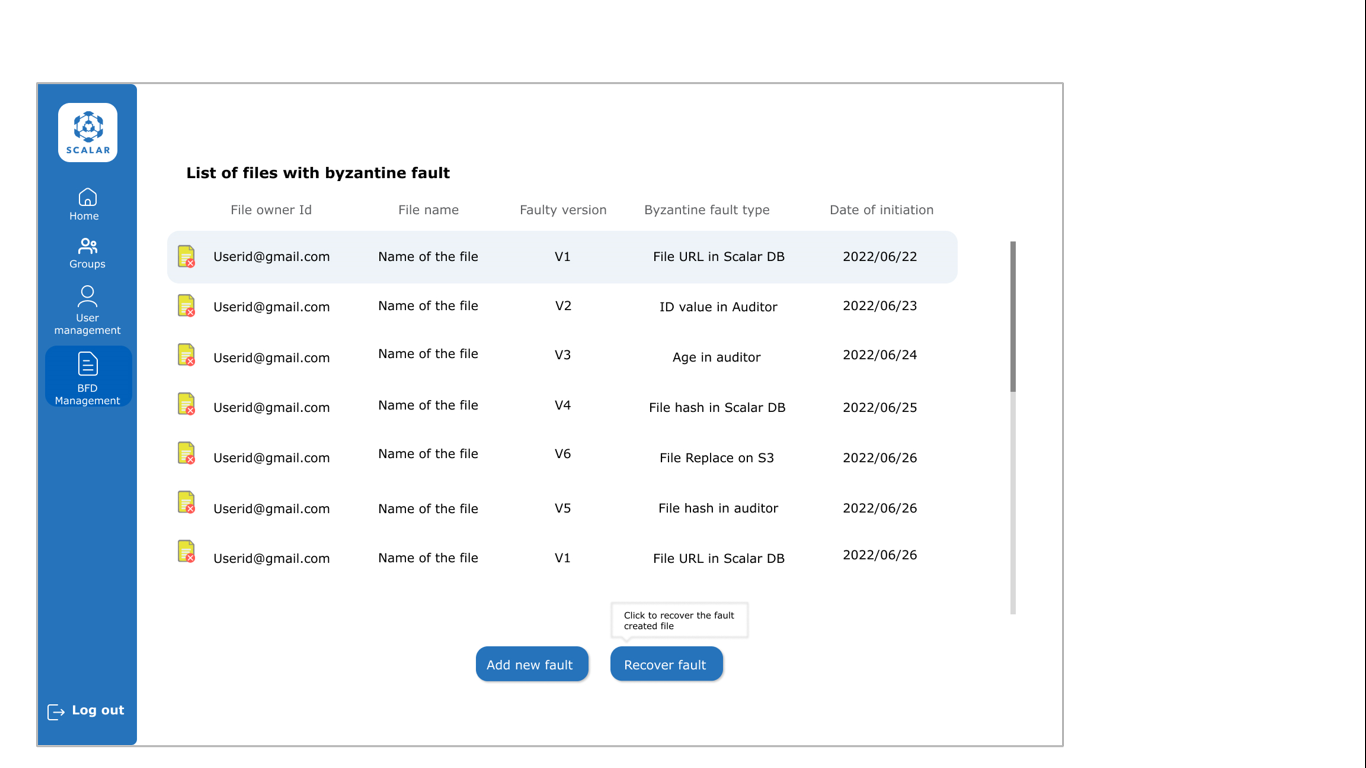 SCALAR
Home
Groups
User
management
BFD
Management
Log out
List of files with byzantine fault
File owner Id File name Faulty version Byzantine fault type Date of initiation
Userid@gmail.com Name of the file V1 File URL in Scalar DB 2022/06/22
Userid@gmail.com Name of the file V2 ID value in Auditor 2022/06/23
Userid@gmail.com Name of the file V3 Age in auditor 2022/06/24
Userid@gmail.com Name of the file V4 File hash in Scalar DB 2022/06/25
Userid@gmail.com Name of the file V6 File Replace on S3 2022/06/26
Userid@gmail.com Name of the file V5 File hash in auditor 2022/06/26
Userid@gmail.com Name of the file V1 File URL in Scalar DB 2022/06/26
Click to recover the fault
created file
Add new fault Recover fault